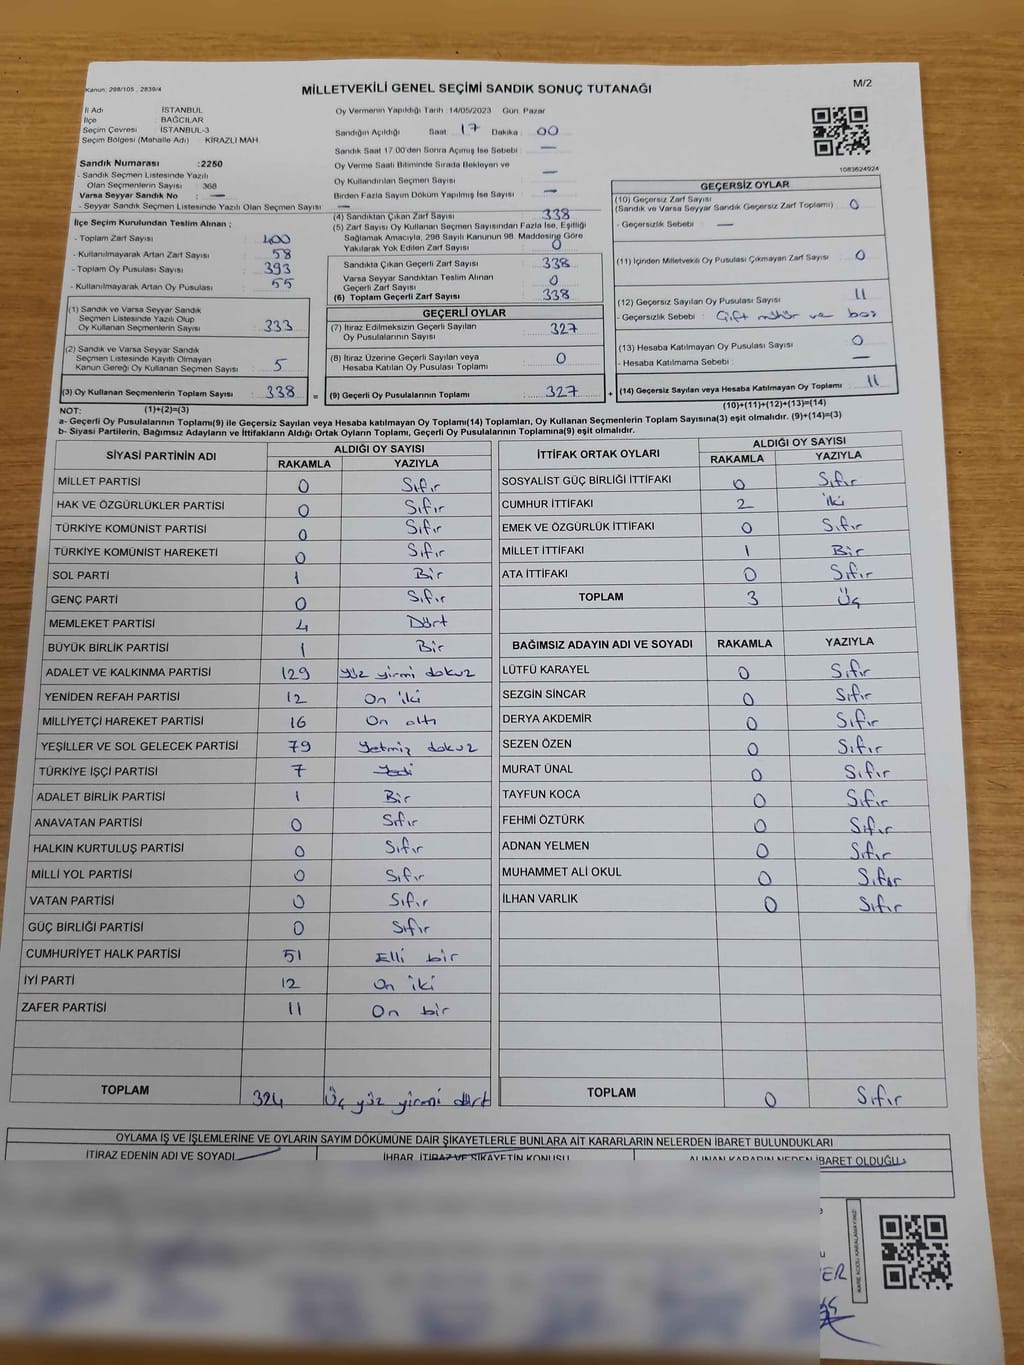 Kanun: 298/105 , 2839/4
MİLLETVEKİLİ GENEL SEÇİMİ SANDIK SONUÇ TUTANAĞI
M/2
İl Adı İSTANBUL
İlçe : BAĞCILAR
Seçim Çevresi : İSTANBUL-3
Seçim Bölgesi (Mahalle Adı) KİRAZLI MAH.
Sandık Numarası :2250
- Sandık Seçmen Listesinde Yazılı
Olan Seçmenlerin Sayısı : 368
Varsa Seyyar Sandık No : —
- Seyyar Sandık Seçmen Listesinde Yazılı Olan Seçmen Sayısı : —
İlçe Seçim Kurulundan Teslim Alınan ;
- Toplam Zarf Sayısı : 400
- Kullanılmayarak Artan Zarf Sayısı : 58
- Toplam Oy Pusulası Sayısı : 393
- Kullanılmayarak Artan Oy Pusulası : 55
(1) Sandık ve Varsa Seyyar Sandık
Seçmen Listesinde Yazılı Olup
Oy Kullanan Seçmenlerin Sayısı : 333
(2) Sandık ve Varsa Seyyar Sandık
Seçmen Listesinde Kayıtlı Olmayan
Kanun Gereği Oy Kullanan Seçmen Sayısı : 5
(3) Oy Kullanan Seçmenlerin Toplam Sayısı : 338
Oy Vermenin Yapıldığı Tarih : 14/05/2023 Gün: Pazar
Sandığın Açıldığı Saat : 17 Dakika : 00
Sandık Saat 17.00'den Sonra Açılmış İse Sebebi : —
Oy Verme Saati Bitiminde Sırada Bekleyen ve
Oy Kullandırılan Seçmen Sayısı : —
Birden Fazla Sayım Döküm Yapılmış İse Sayısı : —
(4) Sandıktan Çıkan Zarf Sayısı : 338
(5) Zarf Sayısı Oy Kullanan Seçmen Sayısından Fazla İse, Eşitliği
Sağlamak Amacıyla, 298 Sayılı Kanunun 98. Maddesine Göre
Yakılarak Yok Edilen Zarf Sayısı : 0
Sandıkta Çıkan Geçerli Zarf Sayısı : 338
Varsa Seyyar Sandıktan Teslim Alınan
Geçerli Zarf Sayısı : 0
(6) Toplam Geçerli Zarf Sayısı : 338
GEÇERLİ OYLAR
(7) İtiraz Edilmeksizin Geçerli Sayılan
Oy Pusulalarının Sayısı : 327
(8) İtiraz Üzerine Geçerli Sayılan veya
Hesaba Katılan Oy Pusulası Toplamı : 0
= (9) Geçerli Oy Pusulalarının Toplamı : 327 +
1083624924
GEÇERSİZ OYLAR
(10) Geçersiz Zarf Sayısı
(Sandık ve Varsa Seyyar Sandık Geçersiz Zarf Toplamı) : 0
- Geçersizlik Sebebi : —
(11) İçinden Milletvekili Oy Pusulası Çıkmayan Zarf Sayısı : 0
(12) Geçersiz Sayılan Oy Pusulası Sayısı : 11
- Geçersizlik Sebebi : Çift mühür ve boş
(13) Hesaba Katılmayan Oy Pusulası Sayısı : 0
- Hesaba Katılmama Sebebi : —
(14) Geçersiz Sayılan veya Hesaba Katılmayan Oy Toplamı : 11
NOT: (1)+(2)=(3)
(10)+(11)+(12)+(13)=(14)
a- Geçerli Oy Pusulalarının Toplamı(9) ile Geçersiz Sayılan veya Hesaba katılmayan Oy Toplamı(14) Toplamları, Oy Kullanan Seçmenlerin Toplam Sayısına(3) eşit olmalıdır. (9)+(14)=(3)
b- Siyasi Partilerin, Bağımsız Adayların ve İttifakların Aldığı Ortak Oyların Toplamı, Geçerli Oy Pusulalarının Toplamına(9) eşit olmalıdır.
SİYASİ PARTİNİN ADI ALDIĞI OY SAYISI
RAKAMLA YAZIYLA
MİLLET PARTİSİ 0 Sıfır
HAK VE ÖZGÜRLÜKLER PARTİSİ 0 Sıfır
TÜRKİYE KOMÜNİST PARTİSİ 0 Sıfır
TÜRKİYE KOMÜNİST HAREKETİ 0 Sıfır
SOL PARTİ 1 Bir
GENÇ PARTİ 0 Sıfır
MEMLEKET PARTİSİ 4 Dört
BÜYÜK BİRLİK PARTİSİ 1 Bir
ADALET VE KALKINMA PARTİSİ 129 Yüz yirmi dokuz
YENİDEN REFAH PARTİSİ 12 On iki
MİLLİYETÇİ HAREKET PARTİSİ 16 On altı
YEŞİLLER VE SOL GELECEK PARTİSİ 79 Yetmiş dokuz
TÜRKİYE İŞÇİ PARTİSİ 7 Yedi
ADALET BİRLİK PARTİSİ 1 Bir
ANAVATAN PARTİSİ 0 Sıfır
HALKIN KURTULUŞ PARTİSİ 0 Sıfır
MİLLİ YOL PARTİSİ 0 Sıfır
VATAN PARTİSİ 0 Sıfır
GÜÇ BİRLİĞİ PARTİSİ 0 Sıfır
CUMHURİYET HALK PARTİSİ 51 Elli bir
İYİ PARTİ 12 On iki
ZAFER PARTİSİ 11 On bir
TOPLAM 324 Üç yüz yirmi dört
İTTİFAK ORTAK OYLARI ALDIĞI OY SAYISI
RAKAMLA YAZIYLA
SOSYALİST GÜÇ BİRLİĞİ İTTİFAKI 0 Sıfır
CUMHUR İTTİFAKI 2 iki
EMEK VE ÖZGÜRLÜK İTTİFAKI 0 Sıfır
MİLLET İTTİFAKI 1 Bir
ATA İTTİFAKI 0 Sıfır
TOPLAM 3 Üç
BAĞIMSIZ ADAYIN ADI VE SOYADI RAKAMLA YAZIYLA
LÜTFÜ KARAYEL 0 Sıfır
SEZGİN SİNCAR 0 Sıfır
DERYA AKDEMİR 0 Sıfır
SEZEN ÖZEN 0 Sıfır
MURAT ÜNAL 0 Sıfır
TAYFUN KOCA 0 Sıfır
FEHMİ ÖZTÜRK 0 Sıfır
ADNAN YELMEN 0 Sıfır
MUHAMMET ALİ OKUL 0 Sıfır
İLHAN VARLIK 0 Sıfır
TOPLAM 0 Sıfır
OYLAMA İŞ VE İŞLEMLERİNE VE OYLARIN SAYIM DÖKÜMÜNE DAİR ŞİKAYETLERLE BUNLARA AİT KARARLARIN NELERDEN İBARET BULUNDUKLARI
İTİRAZ EDENİN ADI VE SOYADI İHBAR, İTİRAZ VE ŞİKAYETİN KONUSU ALINAN KARARIN NEDEN İBARET OLDUĞU